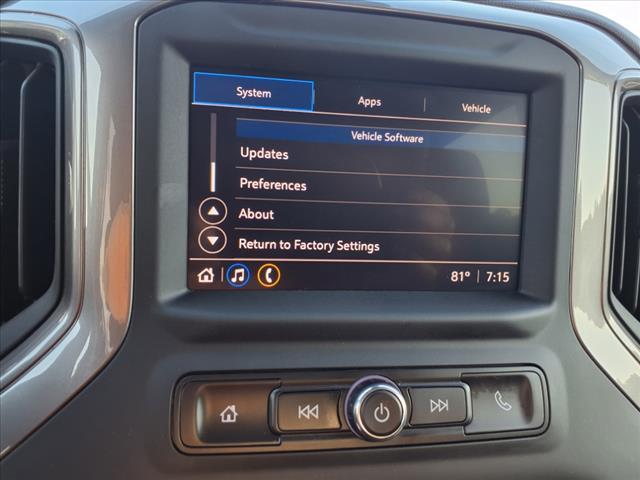 System Apps Vehicle
Vehicle Software
Updates
Preferences
About
Return to Factory Settings
81° 7:15